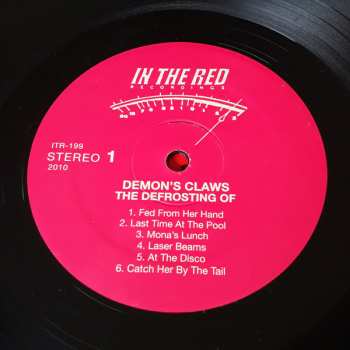 IN THE RED
RECORDINGS
ITR-198
STEREO 1
2010
DEMON'S CLAWS
THE DEFROSTING OF
1. Fed From Her Hand
2. Last Time At The Pool
3. Mona's Lunch
4. Laser Beams
5. At The Disco
6. Catch Her By The Tail